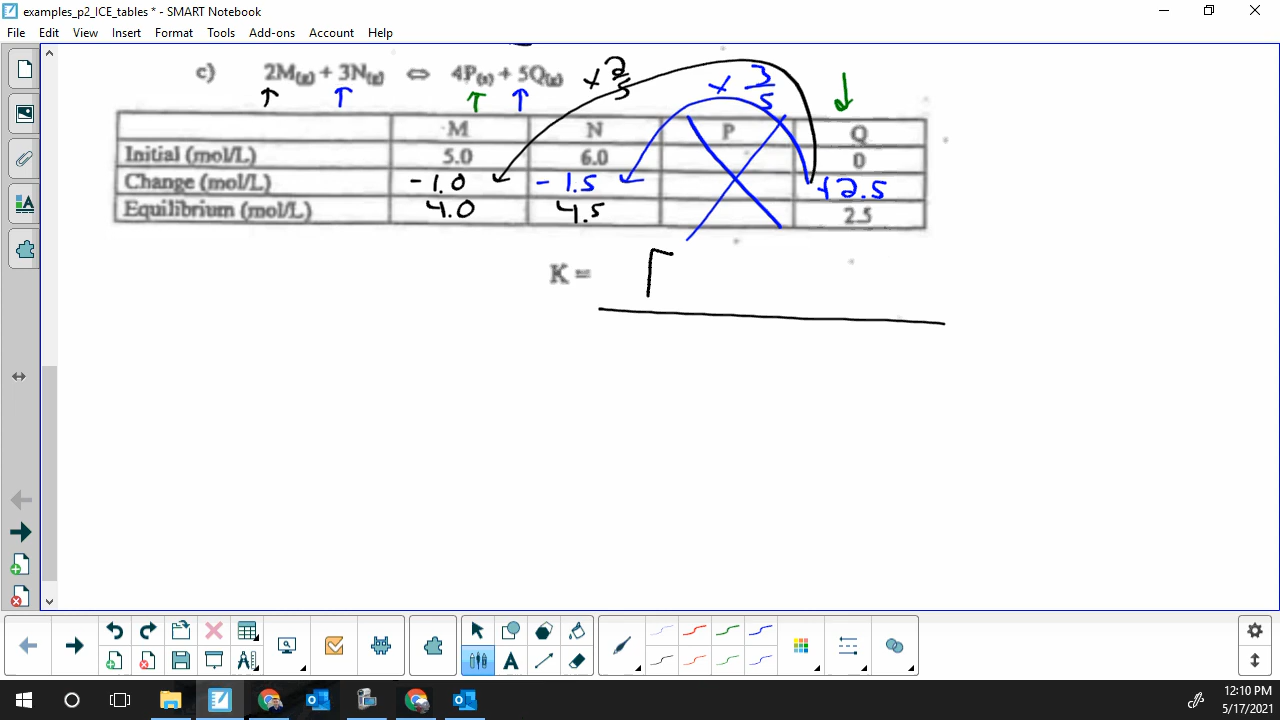 examples_p2_ICE_tables * - SMART Notebook
File Edit View Insert Format Tools Add-ons Account Help
c) 2M(g) + 3N(g) ⇔ 4P(s) + 5Q(g)
× 2/5
× 3/5
M N P Q
Initial (mol/L) 5.0 6.0 0
Change (mol/L) - 1.0 - 1.5 +2.5
Equilibrium (mol/L) 4.0 4.5 2.5
K = [
12:10 PM
5/17/2021